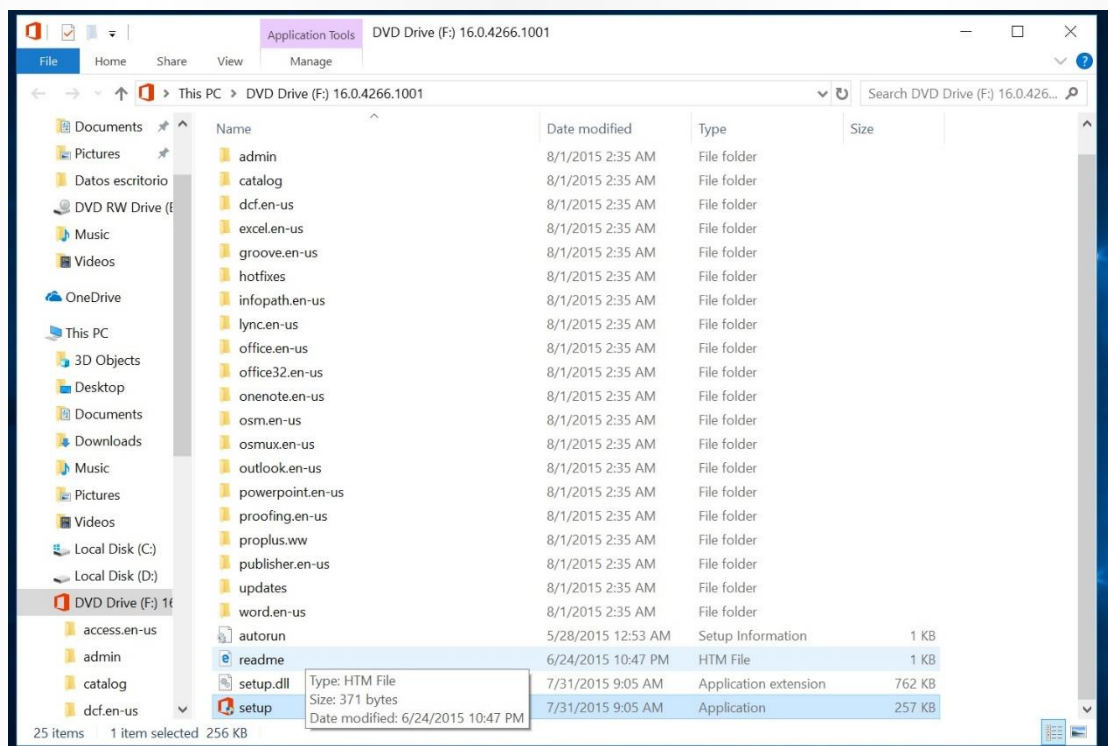 Application Tools DVD Drive (F:) 16.0.4266.1001
File Home Share View Manage
This PC > DVD Drive (F:) 16.0.4266.1001 Search DVD Drive (F:) 16.0.426...
Name Date modified Type Size
Documents
Pictures
Datos escritorio
DVD RW Drive (E
Music
Videos
OneDrive
This PC
3D Objects
Desktop
Documents
Downloads
Music
Pictures
Videos
Local Disk (C:)
Local Disk (D:)
DVD Drive (F:) 16
access.en-us
admin
catalog
dcf.en-us
admin 8/1/2015 2:35 AM File folder
catalog 8/1/2015 2:35 AM File folder
dcf.en-us 8/1/2015 2:35 AM File folder
excel.en-us 8/1/2015 2:35 AM File folder
groove.en-us 8/1/2015 2:35 AM File folder
hotfixes 8/1/2015 2:35 AM File folder
infopath.en-us 8/1/2015 2:35 AM File folder
lync.en-us 8/1/2015 2:35 AM File folder
office.en-us 8/1/2015 2:35 AM File folder
office32.en-us 8/1/2015 2:35 AM File folder
onenote.en-us 8/1/2015 2:35 AM File folder
osm.en-us 8/1/2015 2:35 AM File folder
osmux.en-us 8/1/2015 2:35 AM File folder
outlook.en-us 8/1/2015 2:35 AM File folder
powerpoint.en-us 8/1/2015 2:35 AM File folder
proofing.en-us 8/1/2015 2:35 AM File folder
proplus.ww 8/1/2015 2:35 AM File folder
publisher.en-us 8/1/2015 2:35 AM File folder
updates 8/1/2015 2:35 AM File folder
word.en-us 8/1/2015 2:35 AM File folder
autorun 5/28/2015 12:53 AM Setup Information 1 KB
readme 6/24/2015 10:47 PM HTM File 1 KB
setup.dll 7/31/2015 9:05 AM Application extension 762 KB
setup 7/31/2015 9:05 AM Application 257 KB
Type: HTM File
Size: 371 bytes
Date modified: 6/24/2015 10:47 PM
25 items 1 item selected 256 KB